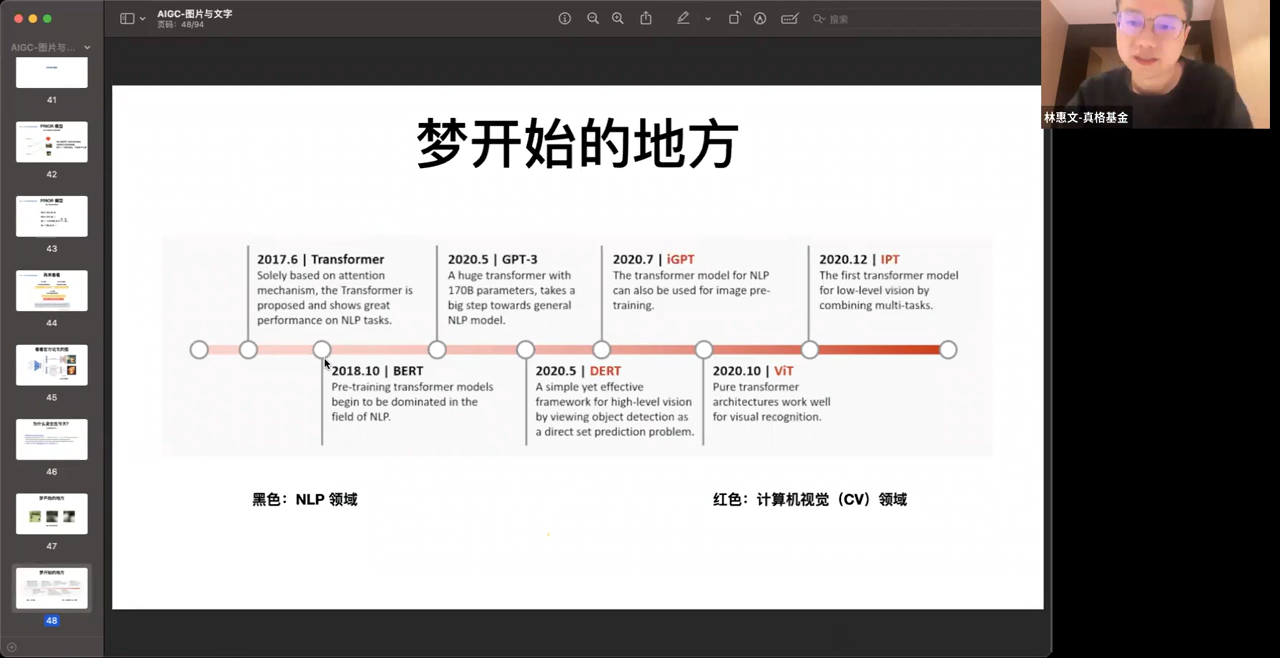 AIGC-图片与文字
页码：48/94
搜索
AIGC-图片与...
41
42
43
44
45
46
47
48
林惠文-真格基金
梦开始的地方
2017.6 | Transformer
Solely based on attention
mechanism, the Transformer is
proposed and shows great
performance on NLP tasks.
2020.5 | GPT-3
A huge transformer with
170B parameters, takes a
big step towards general
NLP model.
2020.7 | iGPT
The transformer model for NLP
can also be used for image pre-
training.
2020.12 | IPT
The first transformer model
for low-level vision by
combining multi-tasks.
2018.10 | BERT
Pre-training transformer models
begin to be dominated in the
field of NLP.
2020.5 | DERT
A simple yet effective
framework for high-level vision
by viewing object detection as
a direct set prediction problem.
2020.10 | ViT
Pure transformer
architectures work well
for visual recognition.
黑色：NLP 领域
红色：计算机视觉（CV）领域